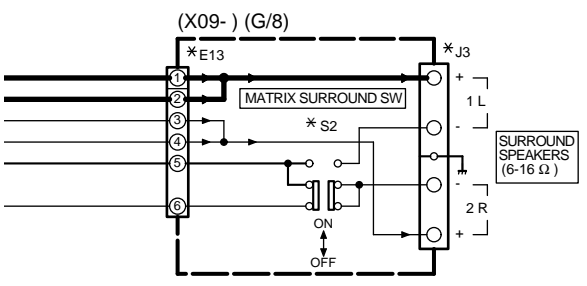 (X09- ) (G/8)
* E13
* J3
1
2
3
4
5
6
MATRIX SURROUND SW
* S2
ON
OFF
+
1 L
-
-
2 R
+
SURROUND
SPEAKERS
(6-16 Ω )